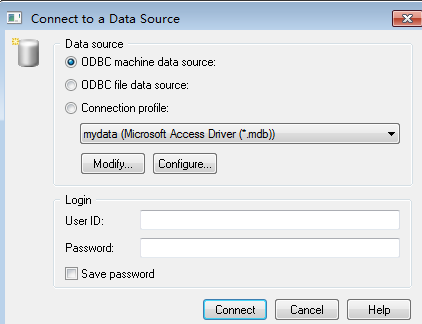 Connect to a Data Source
Data source
ODBC machine data source:
ODBC file data source:
Connection profile:
mydata (Microsoft Access Driver (*.mdb))
Modify... Configure...
Login
User ID:
Password:
Save password
Connect Cancel Help